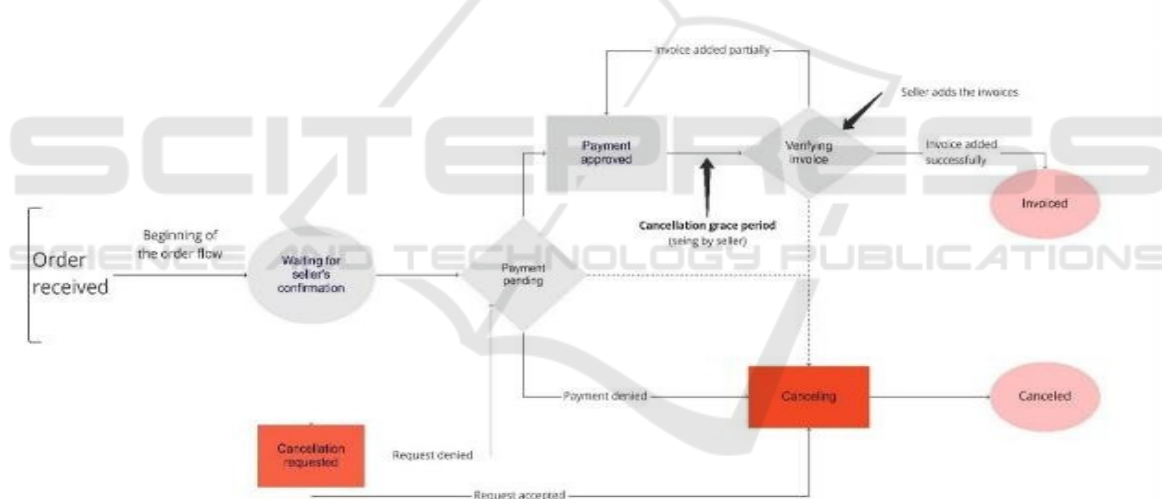 Invoice added partially
Seller adds the invoices
SCITEPRESS
Payment
approved
Verifying
invoice
Invoice added
successfully
Invoiced
Cancellation grace period
(seing by seller)
Beginning of
the order flow
SCIENCE AND TECHNOLOGY PUBLICATIONS
Order
received
Waiting for
seller's
confirmation
Payment
pending
Payment denied
Canceling
Canceled
Cancellation
requested
Request denied
Request accepted